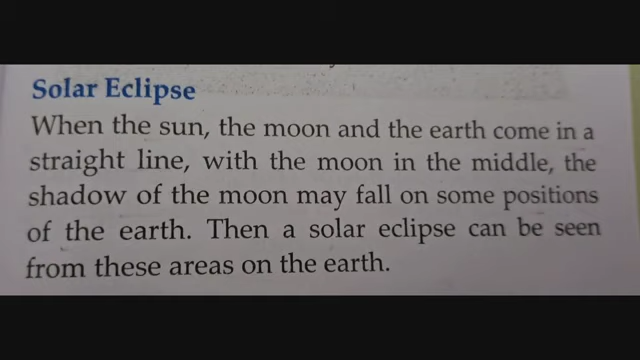 Solar Eclipse
When the sun, the moon and the earth come in a
straight line, with the moon in the middle, the
shadow of the moon may fall on some positions
of the earth. Then a solar eclipse can be seen
from these areas on the earth.